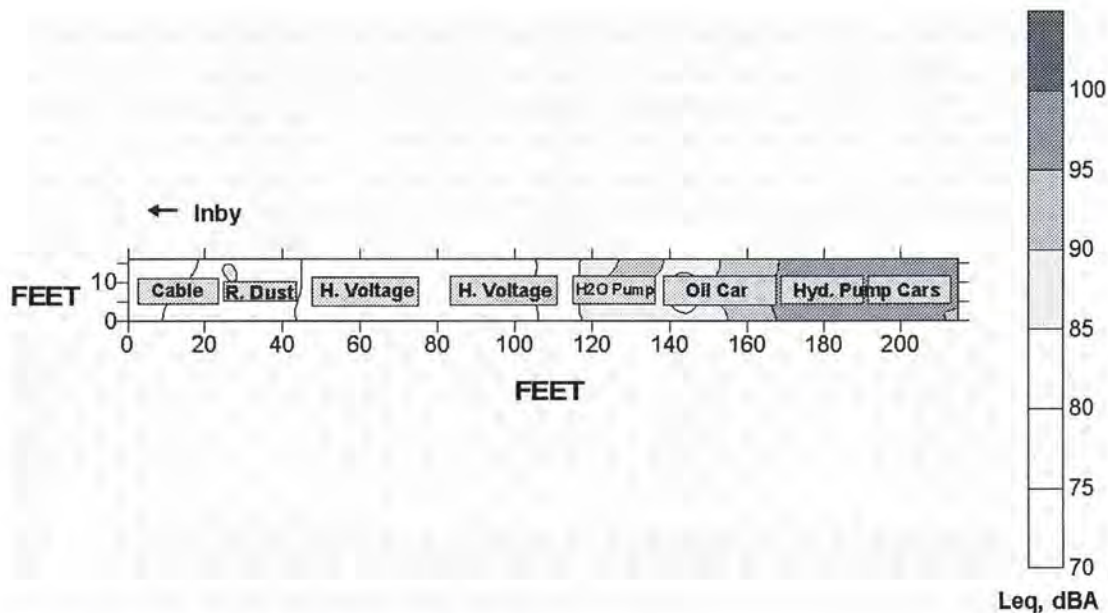 Inby
FEET
10
0
Cable
R. Dust
H. Voltage
H. Voltage
H2O Pump
Oil Car
Hyd. Pump Cars
0 20 40 60 80 100 120 140 160 180 200
FEET
100
95
90
85
80
75
70
Leq, dBA